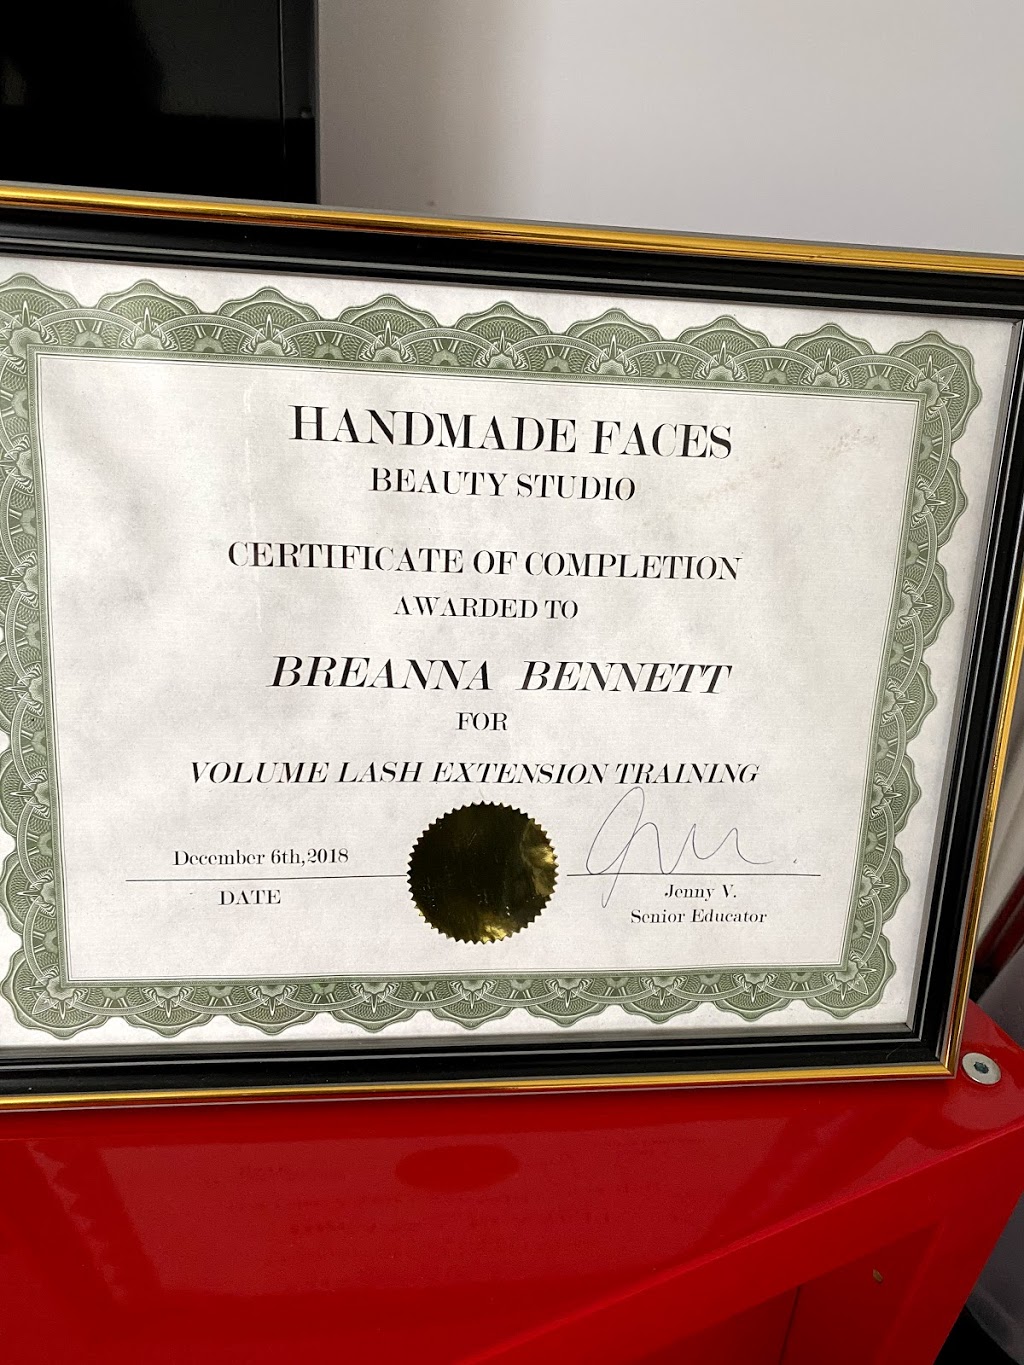 HANDMADE FACES
BEAUTY STUDIO
CERTIFICATE OF COMPLETION
AWARDED TO
BREANNA BENNETT
FOR
VOLUME LASH EXTENSION TRAINING
December 6th,2018
DATE
Jenny V.
Senior Educator